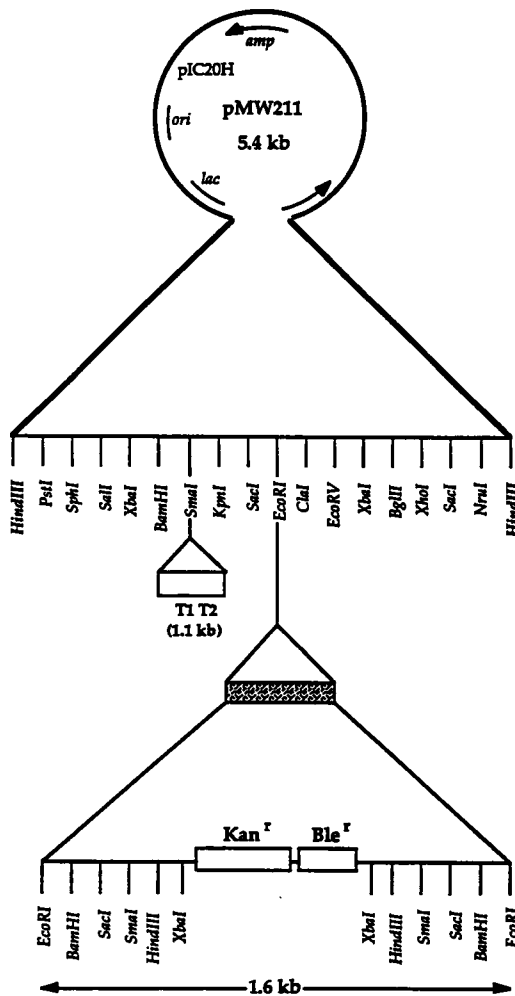 amp
pIC20H
pMW211
ori
5.4 kb
lac
HindIII PstI SphI SalI XbaI BamHI SmaI KpnI SacI EcoRI ClaI EcoRV XbaI BglII XhoI SacI NruI HindIII
T1 T2
(1.1 kb)
Kan r Ble r
EcoRI BamHI SacI SmaI HindIII XbaI XbaI HindIII SmaI SacI BamHI EcoRI
1.6 kb